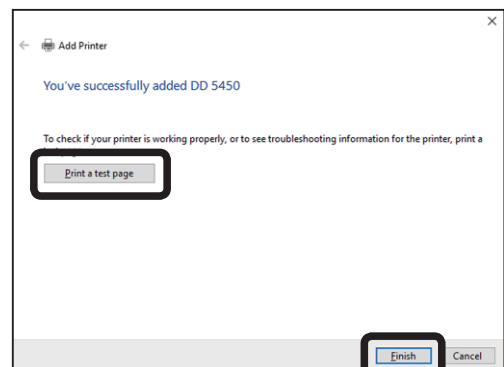 Add Printer
You've successfully added DD 5450
To check if your printer is working properly, or to see troubleshooting information for the printer, print a
Print a test page
Finish Cancel